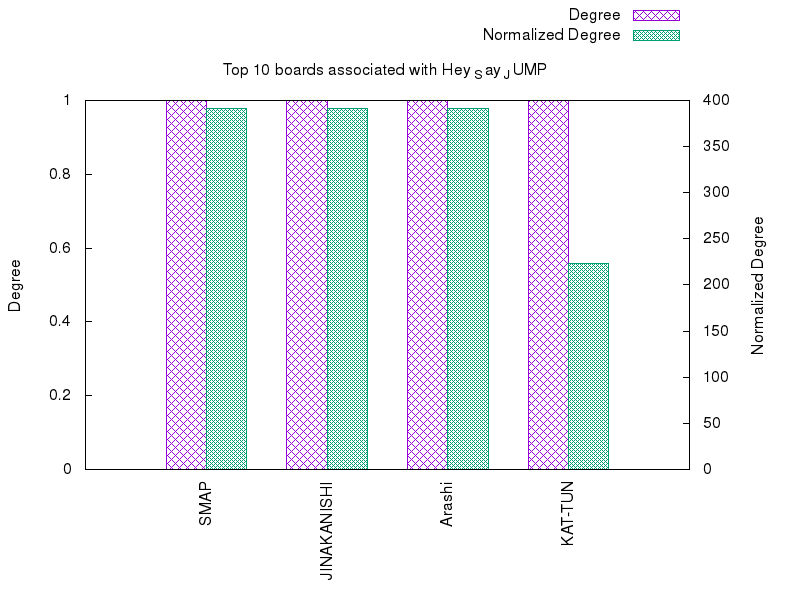 Degree
Normalized Degree
Top 10 boards associated with Hey Say JUMP
1
0.8
0.6
0.4
0.2
0
Degree
400
350
300
250
200
150
100
50
0
Normalized Degree
SMAP
JINAKANISHI
Arashi
KAT-TUN